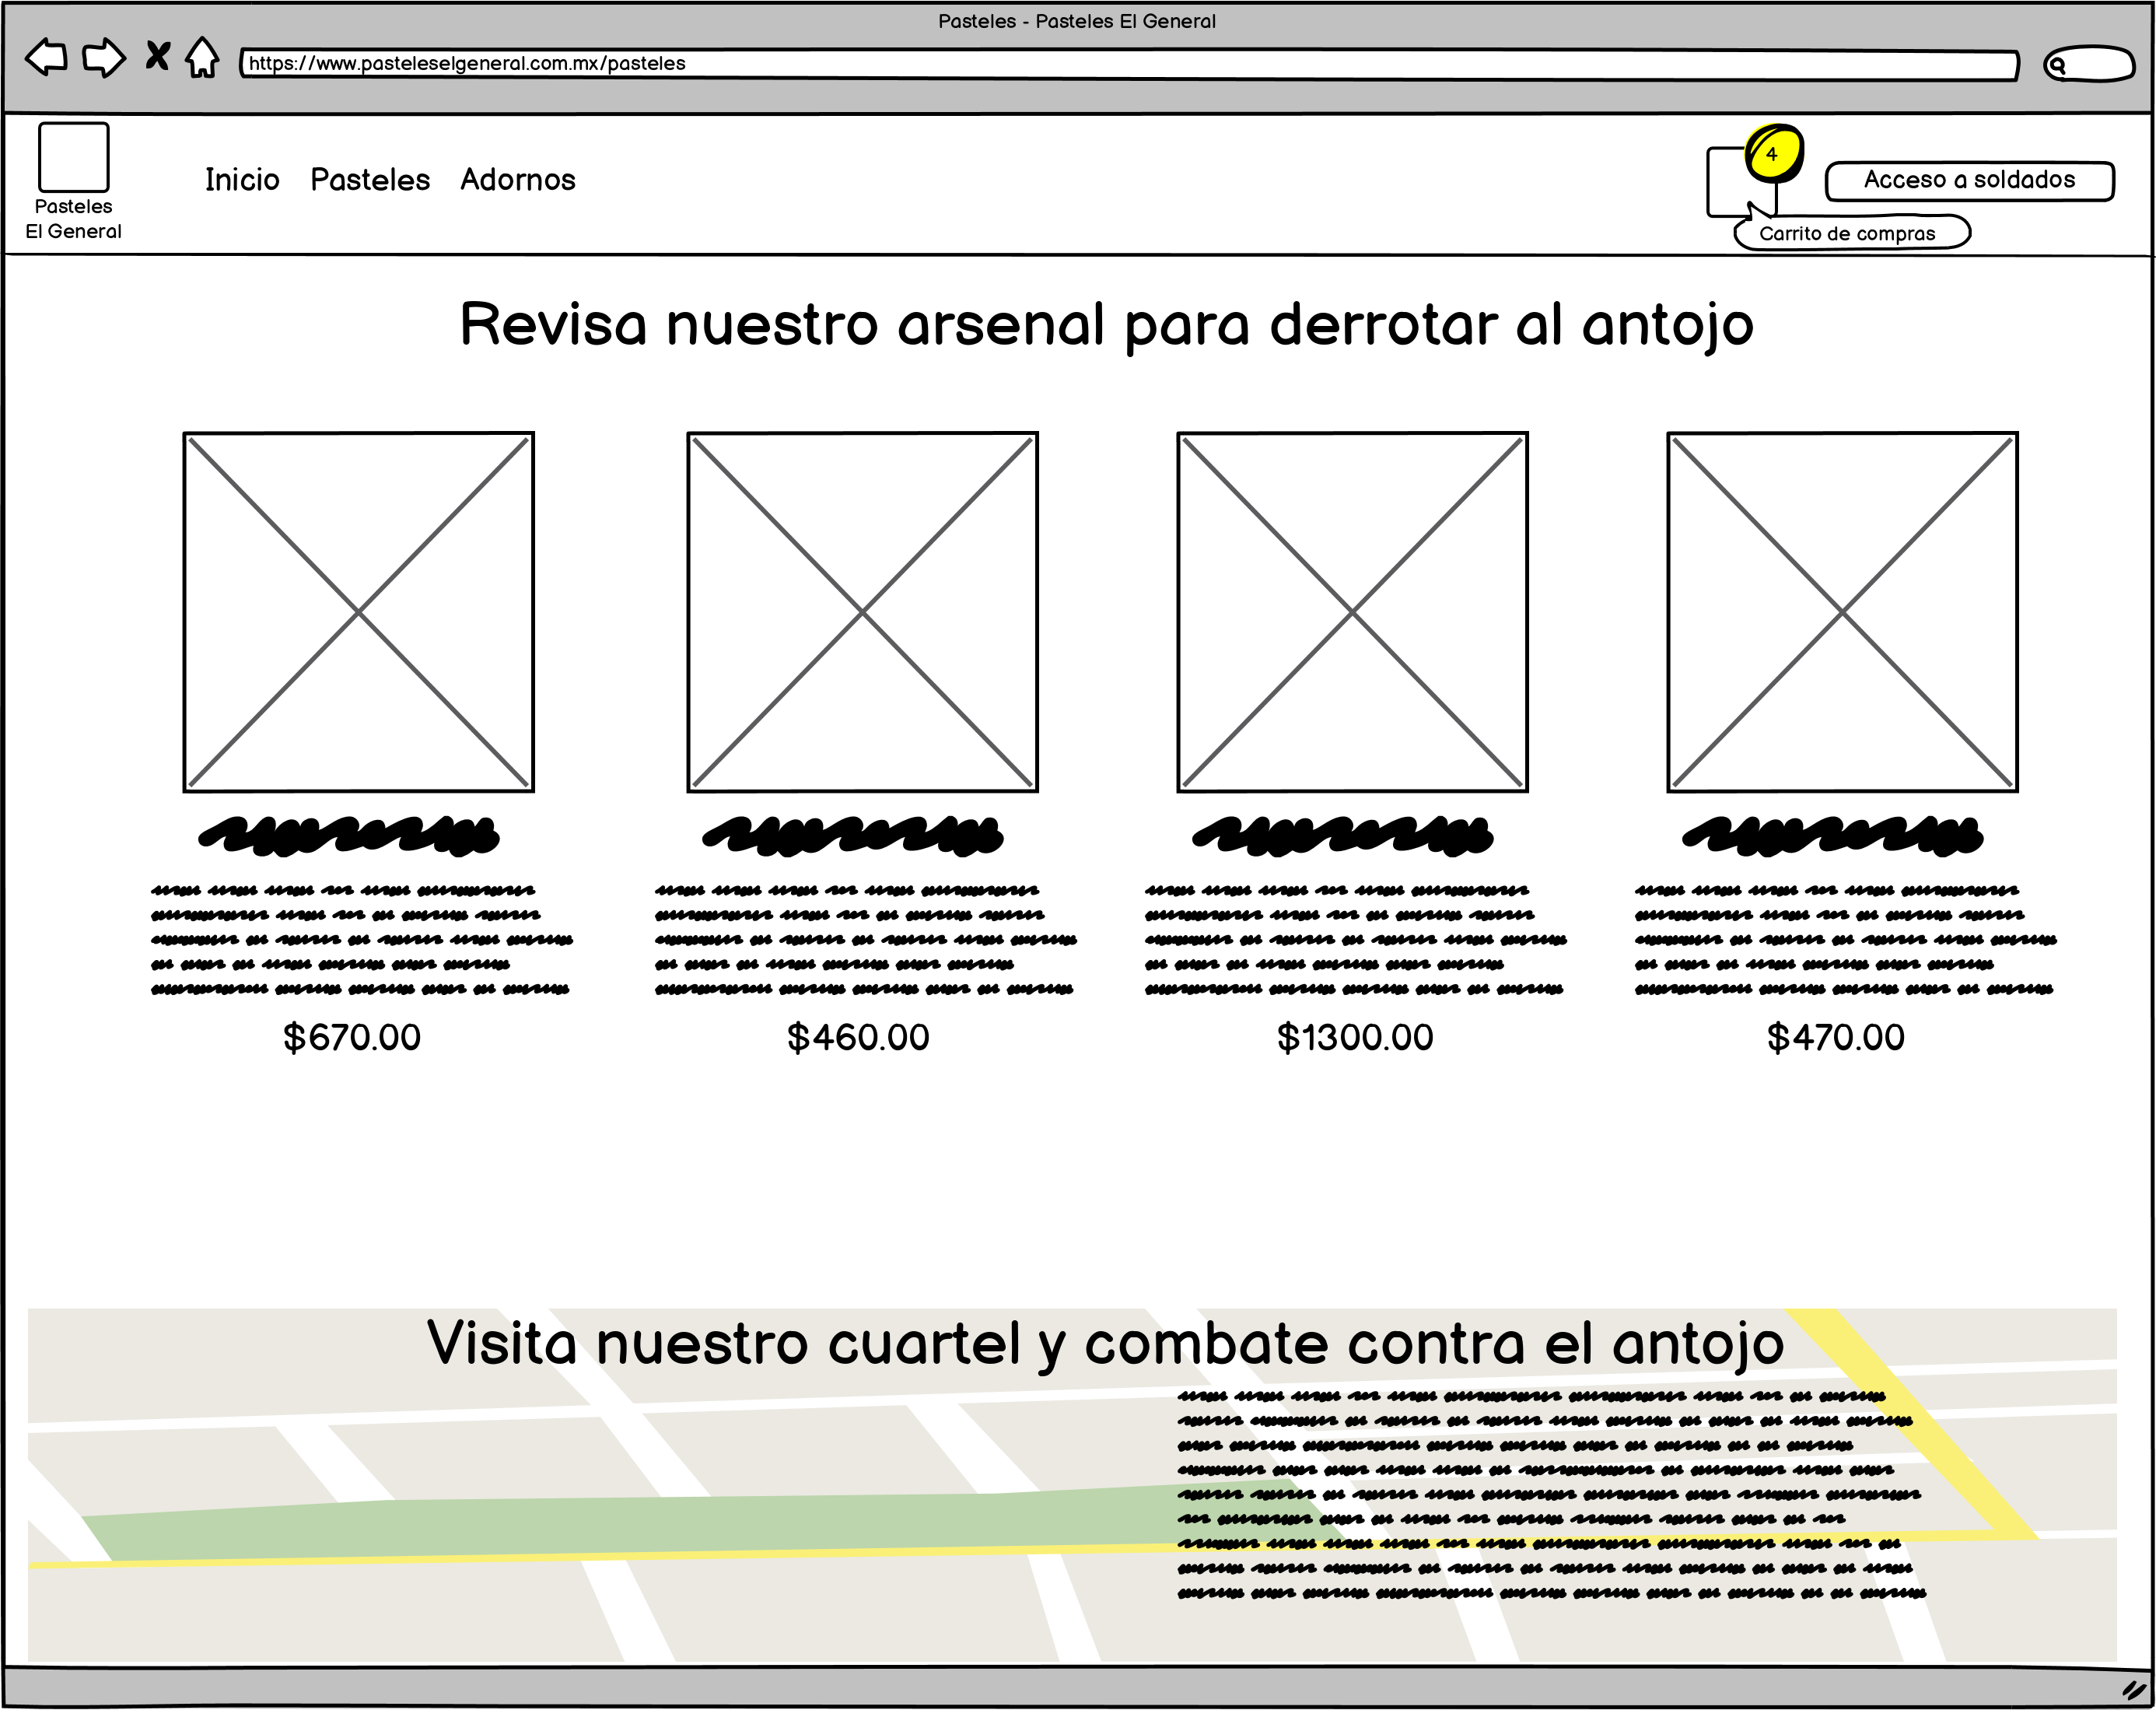 Pasteles - Pasteles El General
https://www.pasteleselgeneral.com.mx/pasteles
Pasteles
El General
Inicio Pasteles Adornos
4
Acceso a soldados
Carrito de compras
Revisa nuestro arsenal para derrotar al antojo
$670.00
$460.00
$1300.00
$470.00
Visita nuestro cuartel y combate contra el antojo